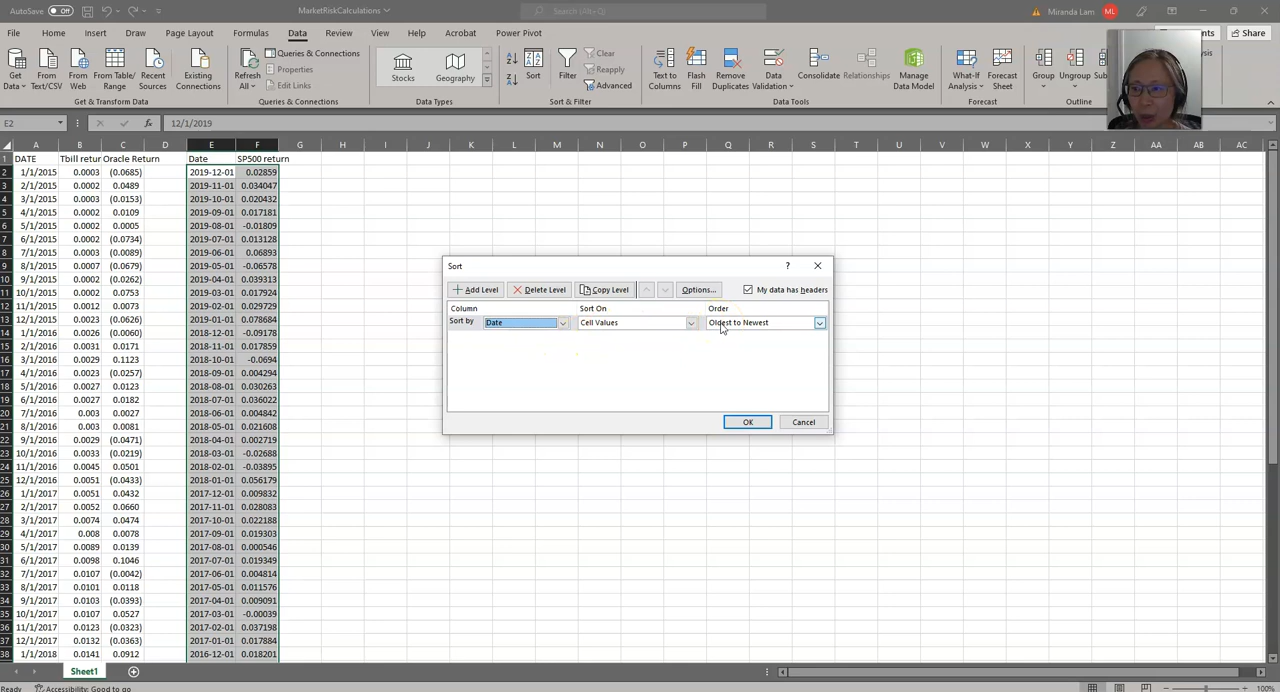 AutoSave Off MarketRiskCalculations Search (Alt+Q) Miranda Lam ML
File Home Insert Draw Page Layout Formulas Data Review View Help Acrobat Power Pivot Share
Get Data From Text/CSV From Web From Table/ Range Recent Sources Existing Connections
Refresh All Queries & Connections Properties Edit Links
Stocks Geography
Sort Filter Clear Reapply Advanced
Text to Columns Flash Fill Remove Duplicates Data Validation Consolidate Relationships Manage Data Model
What-If Analysis Forecast Sheet Group Ungroup
Get & Transform Data Queries & Connections Data Types Sort & Filter Data Tools Forecast Outline
E2 fx 12/1/2019
A B C D E F G H I J K L M N O P Q R S T U V W X Y Z AA AB AC
1 DATE Tbill retur Oracle Return Date SP500 return
2 1/1/2015 0.0003 (0.0685) 2019-12-01 0.02859
3 2/1/2015 0.0002 0.0489 2019-11-01 0.034047
4 3/1/2015 0.0003 (0.0153) 2019-10-01 0.020432
5 4/1/2015 0.0002 0.0109 2019-09-01 0.017181
6 5/1/2015 0.0002 0.0005 2019-08-01 -0.01809
7 6/1/2015 0.0002 (0.0734) 2019-07-01 0.013128
8 7/1/2015 0.0003 (0.0089) 2019-06-01 0.06893
9 8/1/2015 0.0007 (0.0679) 2019-05-01 -0.06578
10 9/1/2015 0.0002 (0.0262) 2019-04-01 0.039313
11 10/1/2015 0.0002 0.0753 2019-03-01 0.017924
12 11/1/2015 0.0012 0.0073 2019-02-01 0.029729
13 12/1/2015 0.0023 (0.0626) 2019-01-01 0.078684
14 1/1/2016 0.0026 (0.0060) 2018-12-01 -0.09178
15 2/1/2016 0.0031 0.0171 2018-11-01 0.017859
16 3/1/2016 0.0029 0.1123 2018-10-01 -0.0694
17 4/1/2016 0.0023 (0.0257) 2018-09-01 0.004294
18 5/1/2016 0.0027 0.0123 2018-08-01 0.030263
19 6/1/2016 0.0027 0.0182 2018-07-01 0.036022
20 7/1/2016 0.003 0.0027 2018-06-01 0.004842
21 8/1/2016 0.003 0.0081 2018-05-01 0.021608
22 9/1/2016 0.0029 (0.0471) 2018-04-01 0.002719
23 10/1/2016 0.0033 (0.0219) 2018-03-01 -0.02688
24 11/1/2016 0.0045 0.0501 2018-02-01 -0.03895
25 12/1/2016 0.0051 (0.0433) 2018-01-01 0.056179
26 1/1/2017 0.0051 0.0432 2017-12-01 0.009832
27 2/1/2017 0.0052 0.0660 2017-11-01 0.028083
28 3/1/2017 0.0074 0.0474 2017-10-01 0.022188
29 4/1/2017 0.008 0.0078 2017-09-01 0.019303
30 5/1/2017 0.0089 0.0139 2017-08-01 0.000546
31 6/1/2017 0.0098 0.1046 2017-07-01 0.019349
32 7/1/2017 0.0107 (0.0042) 2017-06-01 0.004814
33 8/1/2017 0.0101 0.0118 2017-05-01 0.011576
34 9/1/2017 0.0103 (0.0393) 2017-04-01 0.009091
35 10/1/2017 0.0107 0.0527 2017-03-01 -0.00039
36 11/1/2017 0.0123 (0.0323) 2017-02-01 0.037198
37 12/1/2017 0.0132 (0.0363) 2017-01-01 0.017884
38 1/1/2018 0.0141 0.0912 2016-12-01 0.018201
Sort
Add Level Delete Level Copy Level Options... My data has headers
Column Sort On Order
Sort by Date Cell Values Oldest to Newest
OK Cancel
Sheet1
Ready Accessibility: Good to go 100%